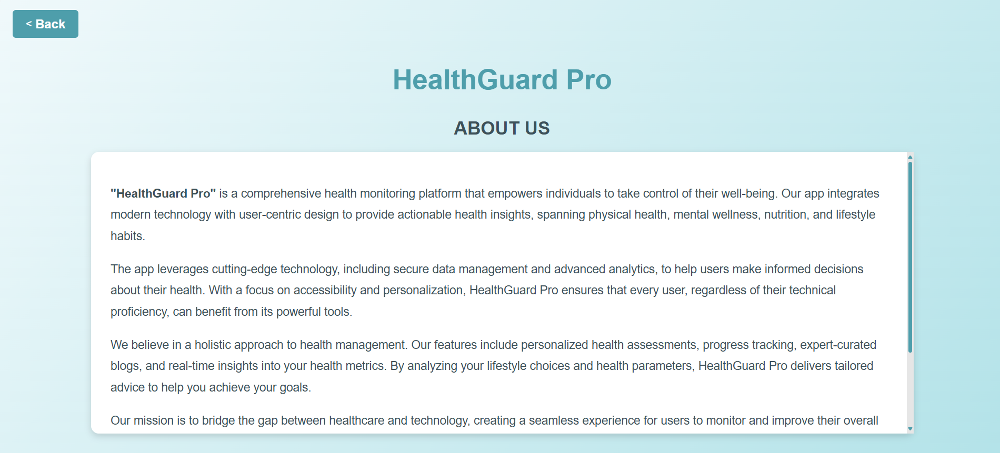 < Back
HealthGuard Pro
ABOUT US
"HealthGuard Pro" is a comprehensive health monitoring platform that empowers individuals to take control of their well-being. Our app integrates
modern technology with user-centric design to provide actionable health insights, spanning physical health, mental wellness, nutrition, and lifestyle
habits.
The app leverages cutting-edge technology, including secure data management and advanced analytics, to help users make informed decisions
about their health. With a focus on accessibility and personalization, HealthGuard Pro ensures that every user, regardless of their technical
proficiency, can benefit from its powerful tools.
We believe in a holistic approach to health management. Our features include personalized health assessments, progress tracking, expert-curated
blogs, and real-time insights into your health metrics. By analyzing your lifestyle choices and health parameters, HealthGuard Pro delivers tailored
advice to help you achieve your goals.
Our mission is to bridge the gap between healthcare and technology, creating a seamless experience for users to monitor and improve their overall